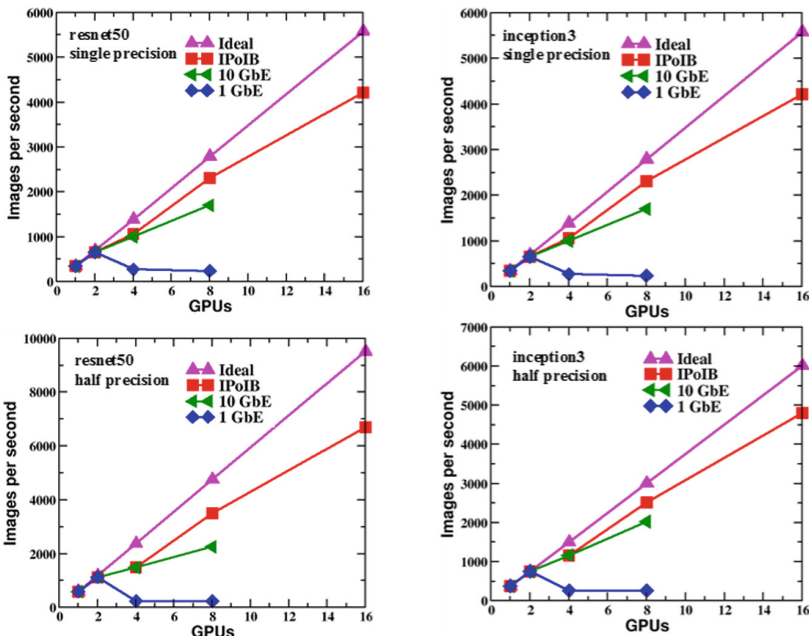 resnet50
single precision
Ideal
IPoIB
10 GbE
1 GbE
Images per second
6000
5000
4000
3000
2000
1000
0
0 2 4 6 8 10 12 14 16
GPUs
inception3
single precision
Ideal
IPoIB
10 GbE
1 GbE
Images per second
6000
5000
4000
3000
2000
1000
0
0 2 4 6 8 10 12 14 16
GPUs
resnet50
half precision
Ideal
IPoIB
10 GbE
1 GbE
Images per second
10000
8000
6000
4000
2000
0
0 2 4 6 8 10 12 14 16
GPUs
inception3
half precision
Ideal
IPoIB
10 GbE
1 GbE
Images per second
7000
6000
5000
4000
3000
2000
1000
0
0 2 4 6 8 10 12 14 16
GPUs